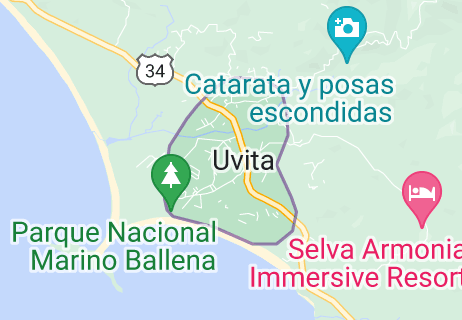 34
Catarata y posas
escondidas
Uvita
Parque Nacional
Marino Ballena
Selva Armonia
Immersive Resort